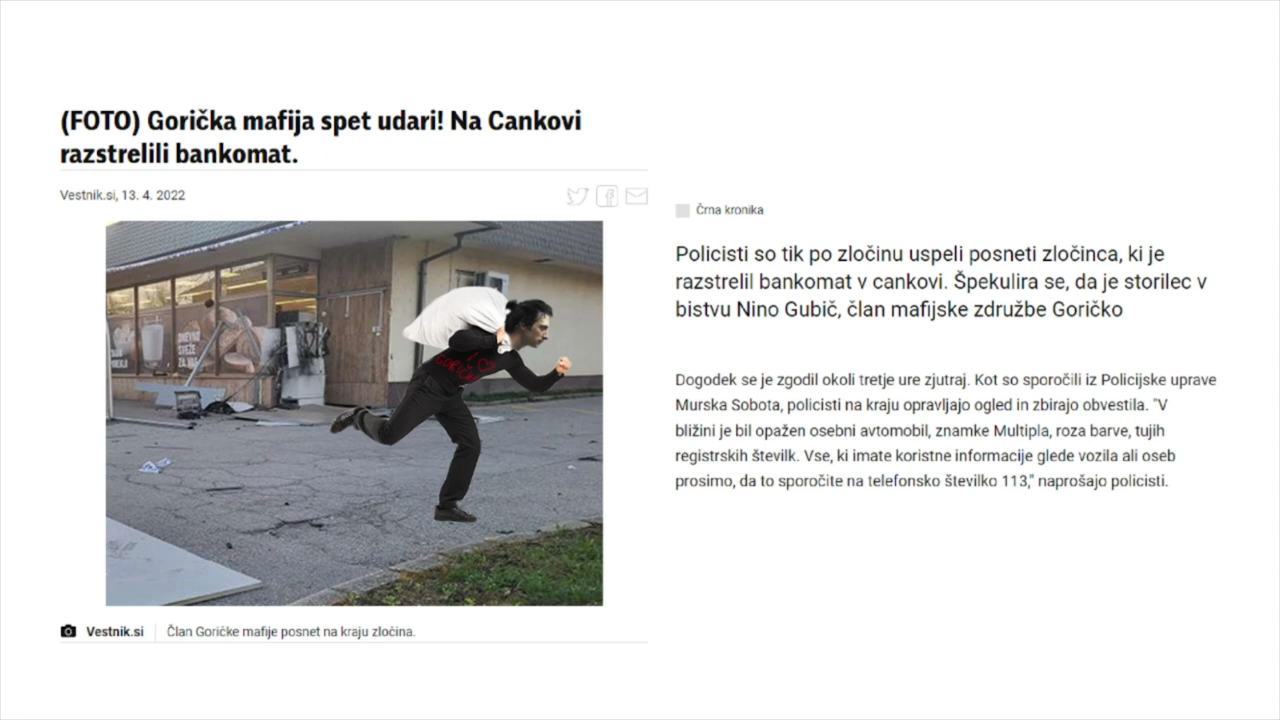 (FOTO) Gorička mafija spet udari! Na Cankovi
razstrelili bankomat.
Vestnik.si, 13. 4. 2022
DNEVNO
SVEŽE
ZA VAS
I
GORIČKO
Vestnik.si
Član Goričke mafije posnet na kraju zločina.
Črna kronika
Policisti so tik po zločinu uspeli posneti zločinca, ki je
razstrelil bankomat v cankovi. Špekulira se, da je storilec v
bistvu Nino Gubič, član mafijske združbe Goričko
Dogodek se je zgodil okoli tretje ure zjutraj. Kot so sporočili iz Policijske uprave
Murska Sobota, policisti na kraju opravljajo ogled in zbirajo obvestila. "V
bližini je bil opažen osebni avtomobil, znamke Multipla, roza barve, tujih
registrskih številk. Vse, ki imate koristne informacije glede vozila ali oseb
prosimo, da to sporočite na telefonsko številko 113," naprošajo policisti.